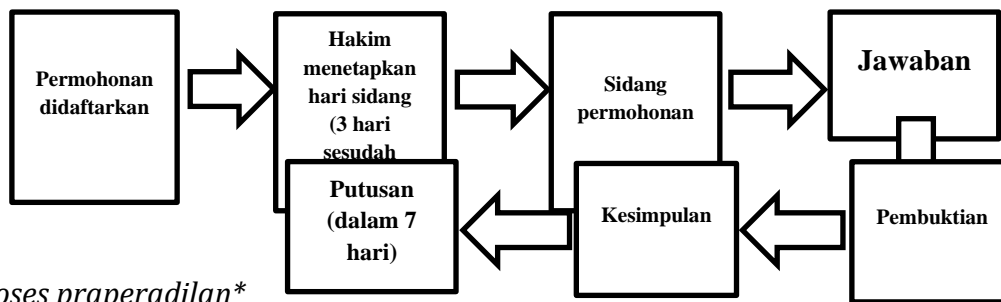 Permohonan
didaftarkan
Hakim
menetapkan
hari sidang
(3 hari
sesudah
Sidang
permohonan
Jawaban
Pembuktian
Kesimpulan
Putusan
(dalam 7
hari)
praperadilan*